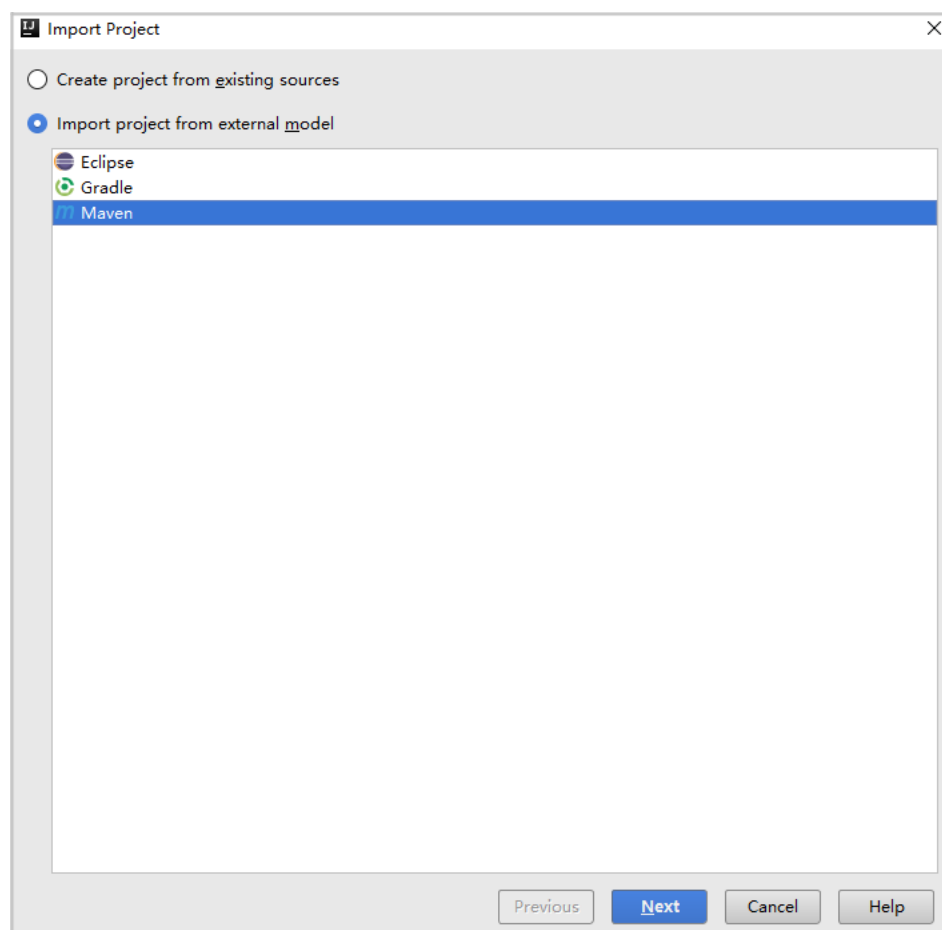 Import Project
Create project from existing sources
Import project from external model
Eclipse
Gradle
Maven
Previous Next Cancel Help